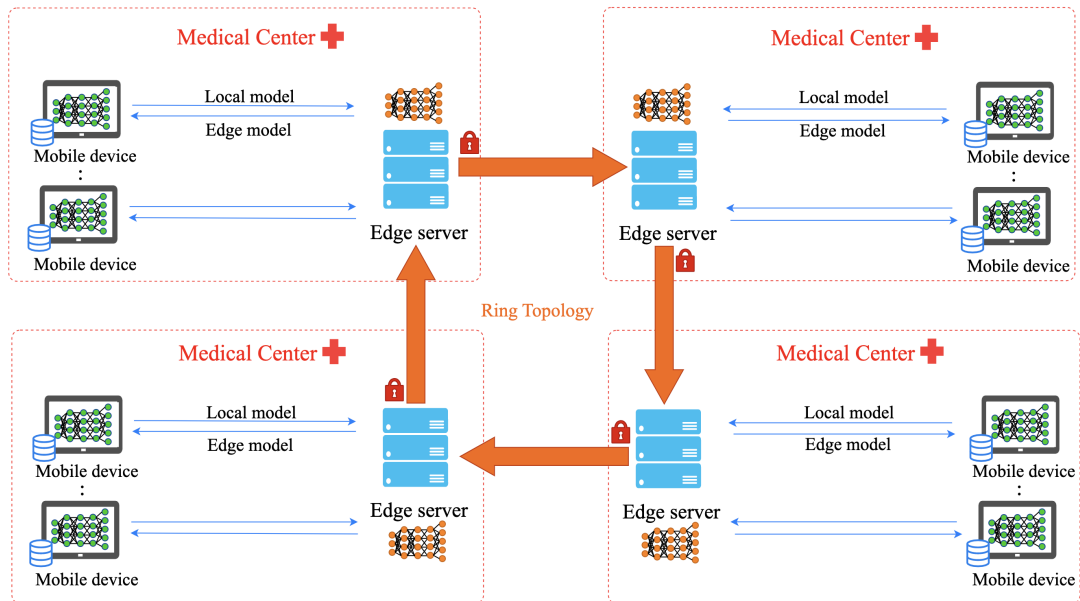 Medical Center
Local model
Edge model
Mobile device
:
Mobile device
Edge server
Medical Center
Local model
Edge model
Mobile device
:
Mobile device
Edge server
Ring Topology
Medical Center
Local model
Edge model
Mobile device
:
Mobile device
Edge server
Medical Center
Local model
Edge model
Mobile device
:
Mobile device
Edge server